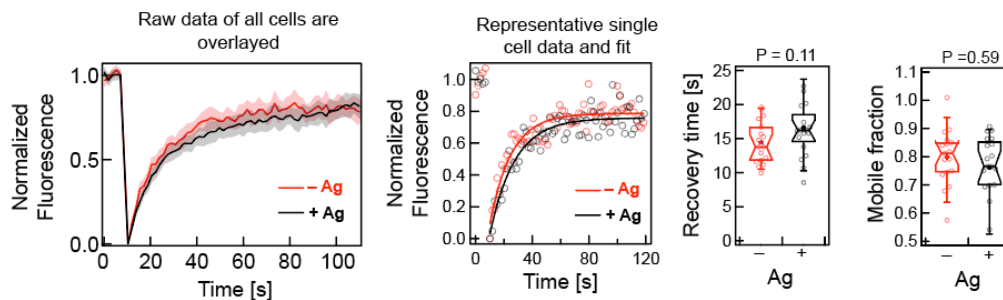 Raw data of all cells are
overlayed
Normalized
Fluorescence
1.0
0.5
0.0
0 20 40 60 80 100
Time [s]
– Ag
+ Ag
Representative single
cell data and fit
Normalized
Fluorescence
1.0
0.8
0.6
0.4
0.2
0.0
0 40 80 120
Time [s]
– Ag
+ Ag
P = 0.11
Recovery time [s]
25
20
15
10
5
0
– +
Ag
P =0.59
Mobile fraction
1.1
1.0
0.9
0.8
0.7
0.6
0.5
– +
Ag